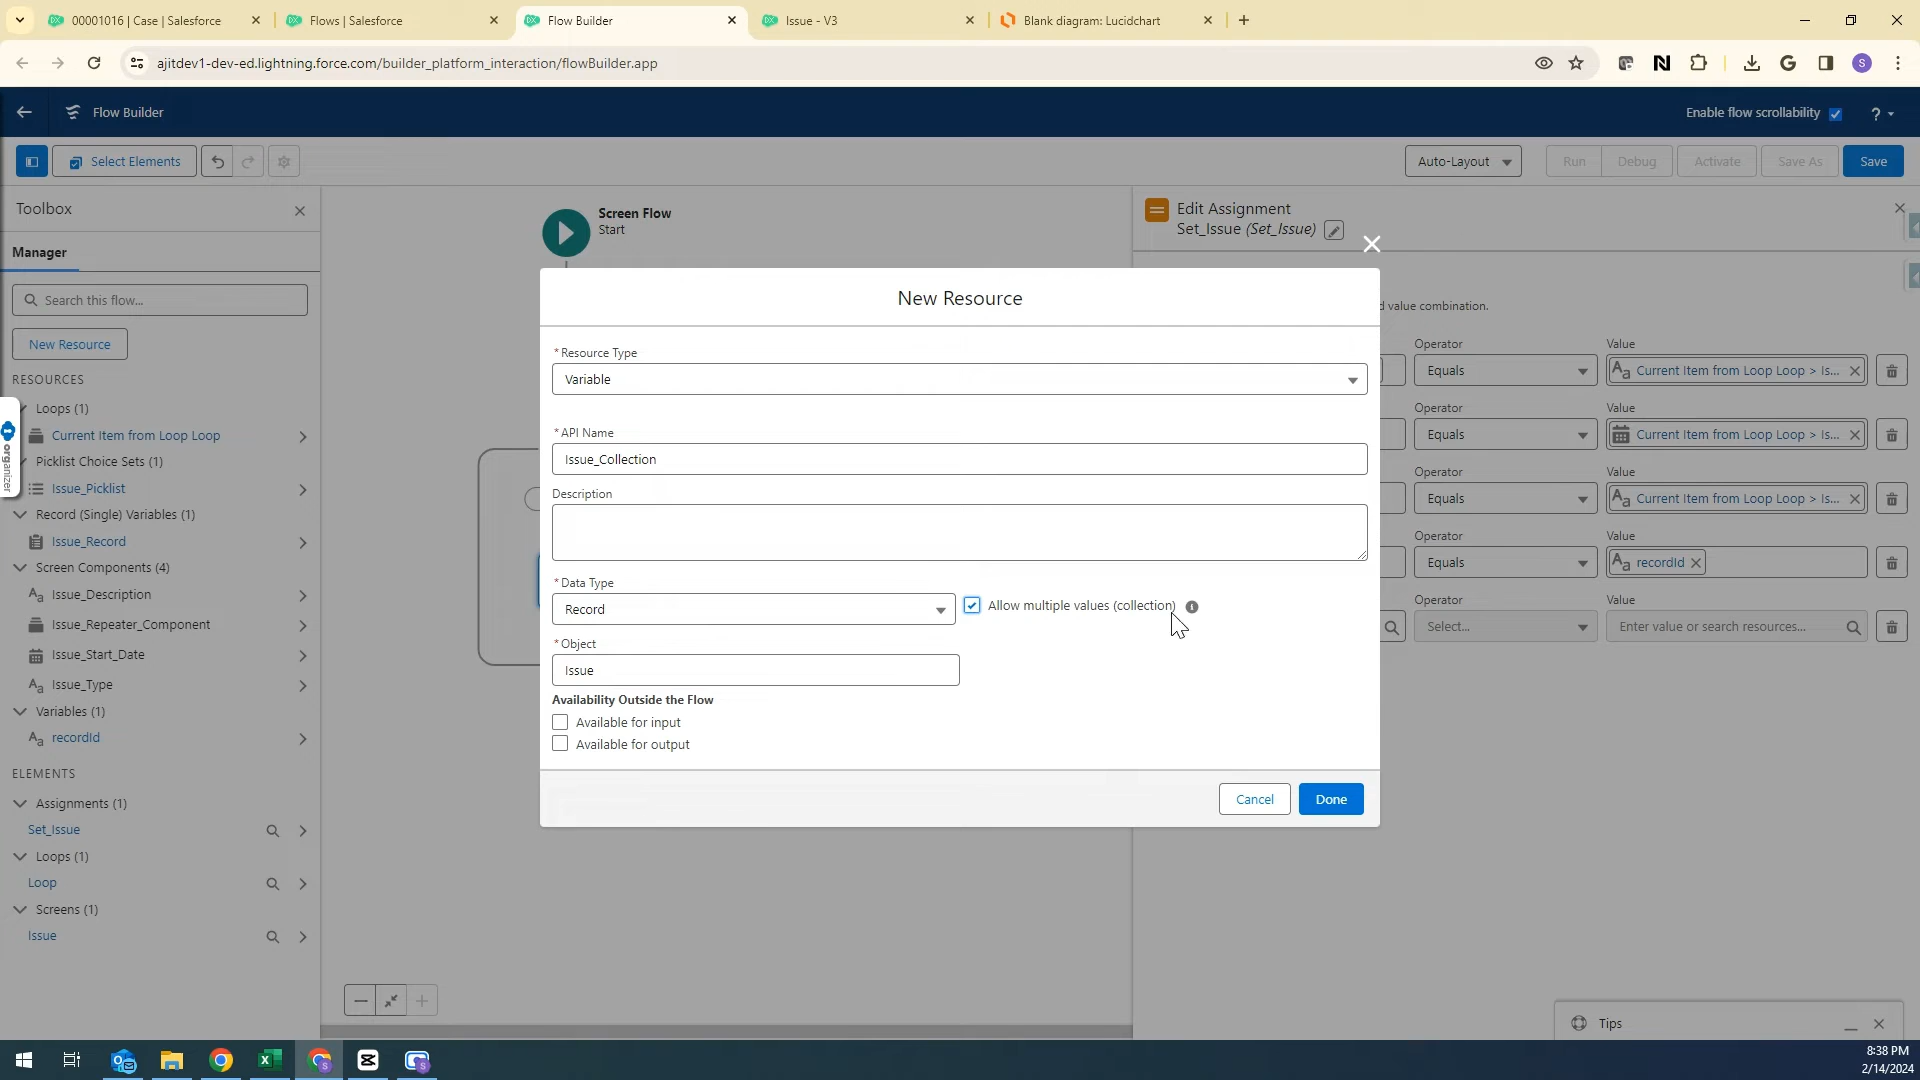 00001016 | Case | Salesforce
Flows | Salesforce
Flow Builder
Issue - V3
Blank diagram: Lucidchart
ajitdev1-dev-ed.lightning.force.com/builder_platform_interaction/flowBuilder.app
S
Flow Builder
Enable flow scrollability
?
Select Elements
Auto-Layout
Run
Debug
Activate
Save As
Save
Toolbox
Manager
Search this flow...
New Resource
RESOURCES
Loops (1)
Current Item from Loop Loop
Picklist Choice Sets (1)
Issue_Picklist
Record (Single) Variables (1)
Issue_Record
Screen Components (4)
Aa Issue_Description
Issue_Repeater_Component
Issue_Start_Date
Aa Issue_Type
Variables (1)
Aa recordId
ELEMENTS
Assignments (1)
Set_Issue
Loops (1)
Loop
Screens (1)
Issue
organizer
Screen Flow
Start
New Resource
* Resource Type
Variable
* API Name
Issue_Collection
Description
* Data Type
Record
Allow multiple values (collection)
* Object
Issue
Availability Outside the Flow
Available for input
Available for output
Cancel
Done
Edit Assignment
Set_Issue (Set_Issue)
d value combination.
Operator
Value
Equals
Aa Current Item from Loop Loop > Is...
Operator
Value
Equals
Current Item from Loop Loop > Is...
Operator
Value
Equals
Aa Current Item from Loop Loop > Is...
Operator
Value
Equals
Aa recordId
Operator
Value
Select...
Enter value or search resources...
Tips
8:38 PM
2/14/2024